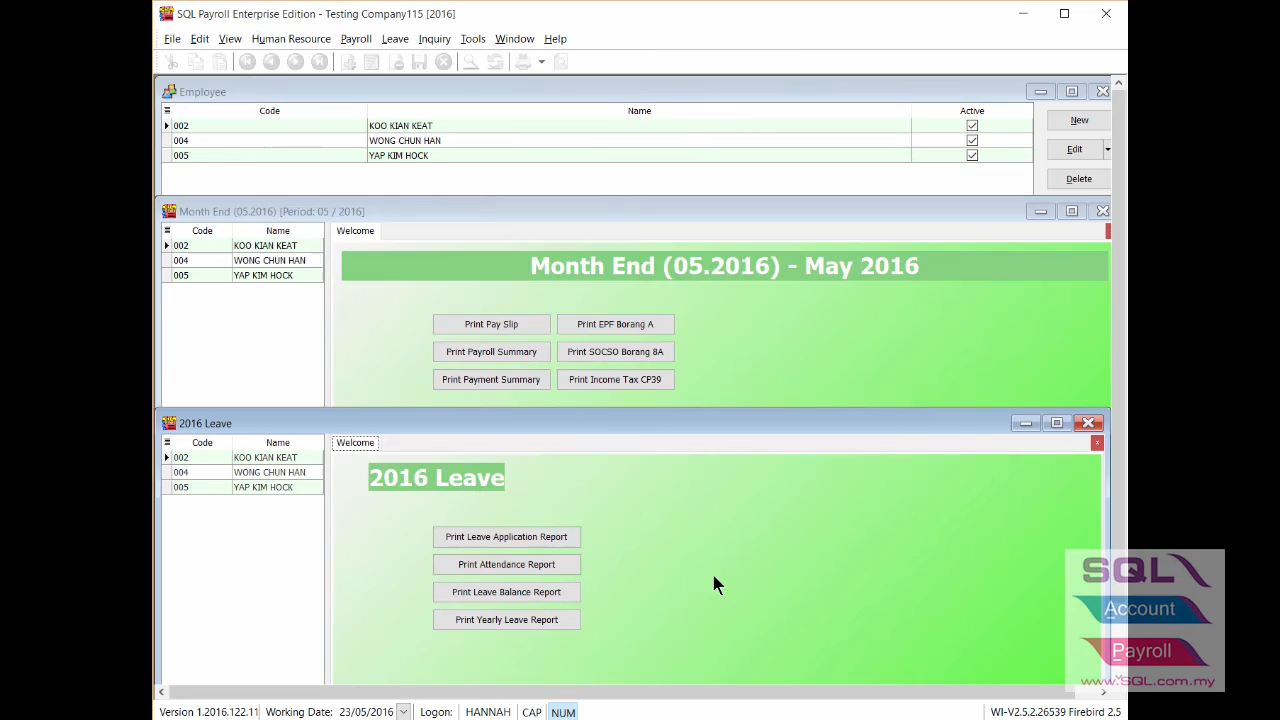 SQL Payroll Enterprise Edition - Testing Company115 [2016]
File Edit View Human Resource Payroll Leave Inquiry Tools Window Help
Employee
Code Name Active
002 KOO KIAN KEAT
004 WONG CHUN HAN
005 YAP KIM HOCK
New
Edit
Delete
Month End (05.2016) [Period: 05 / 2016]
Code Name
002 KOO KIAN KEAT
004 WONG CHUN HAN
005 YAP KIM HOCK
Welcome
Month End (05.2016) - May 2016
Print Pay Slip Print EPF Borang A
Print Payroll Summary Print SOCSO Borang 8A
Print Payment Summary Print Income Tax CP39
2016 Leave
Code Name
002 KOO KIAN KEAT
004 WONG CHUN HAN
005 YAP KIM HOCK
Welcome
2016 Leave
Print Leave Application Report
Print Attendance Report
Print Leave Balance Report
Print Yearly Leave Report
SQL
Account
Payroll
www.SQL.com.my
Version 1.2016.122.11 Working Date: 23/05/2016 Logon: HANNAH CAP NUM WI-V2.5.2.26539 Firebird 2.5